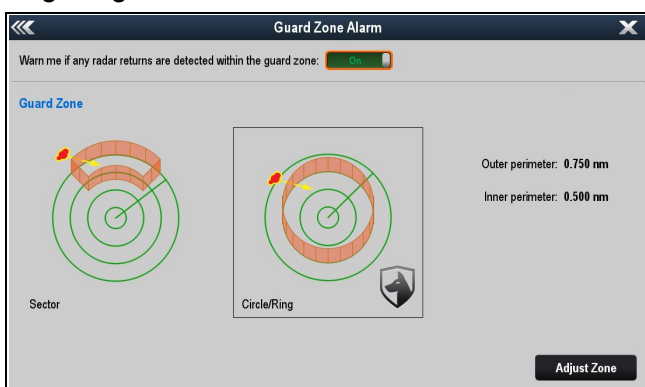 Guard Zone Alarm
Warn me if any radar returns are detected within the guard zone: On
Guard Zone
Outer perimeter: 0.750 nm
Inner perimeter: 0.500 nm
Sector
Circle/Ring
Adjust Zone